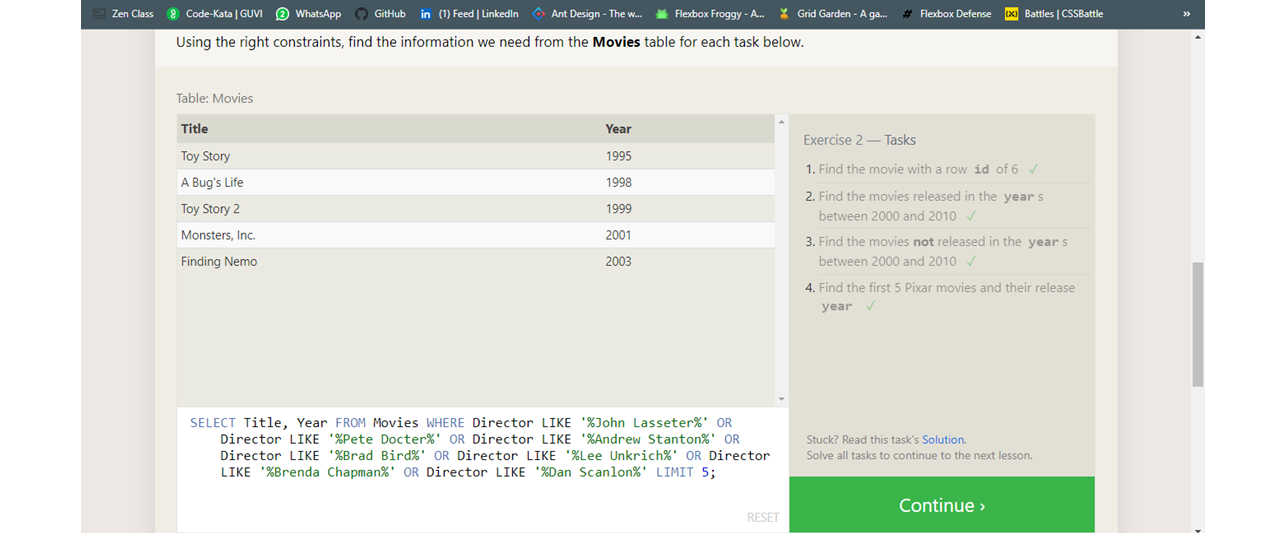 Zen Class Code-Kata | GUVI WhatsApp GitHub (1) Feed | LinkedIn Ant Design - The w... Flexbox Froggy - A... Grid Garden - A ga... Flexbox Defense Battles | CSSBattle »
Using the right constraints, find the information we need from the Movies table for each task below.
Table: Movies
Title Year
Toy Story 1995
A Bug's Life 1998
Toy Story 2 1999
Monsters, Inc. 2001
Finding Nemo 2003
SELECT Title, Year FROM Movies WHERE Director LIKE '%John Lasseter%' OR
Director LIKE '%Pete Docter%' OR Director LIKE '%Andrew Stanton%' OR
Director LIKE '%Brad Bird%' OR Director LIKE '%Lee Unkrich%' OR Director
LIKE '%Brenda Chapman%' OR Director LIKE '%Dan Scanlon%' LIMIT 5;
RESET
Exercise 2 — Tasks
1. Find the movie with a row id of 6 ✓
2. Find the movies released in the year s
between 2000 and 2010 ✓
3. Find the movies not released in the year s
between 2000 and 2010 ✓
4. Find the first 5 Pixar movies and their release
year ✓
Stuck? Read this task's Solution.
Solve all tasks to continue to the next lesson.
Continue ›